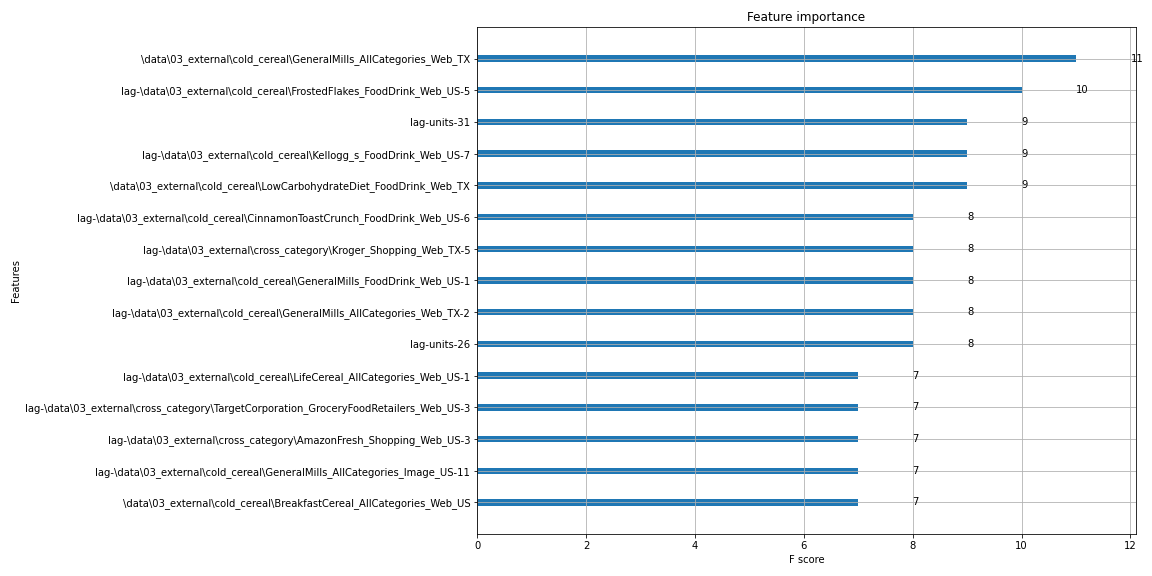 Feature importance
\data\03_external\cold_cereal\GeneralMills_AllCategories_Web_TX 11
lag-\data\03_external\cold_cereal\FrostedFlakes_FoodDrink_Web_US-5 10
lag-units-31 9
lag-\data\03_external\cold_cereal\Kellogg_s_FoodDrink_Web_US-7 9
\data\03_external\cold_cereal\LowCarbohydrateDiet_FoodDrink_Web_TX 9
lag-\data\03_external\cold_cereal\CinnamonToastCrunch_FoodDrink_Web_US-6 8
lag-\data\03_external\cross_category\Kroger_Shopping_Web_TX-5 8
lag-\data\03_external\cold_cereal\GeneralMills_FoodDrink_Web_US-1 8
lag-\data\03_external\cold_cereal\GeneralMills_AllCategories_Web_TX-2 8
lag-units-26 8
lag-\data\03_external\cold_cereal\LifeCereal_AllCategories_Web_US-1 7
lag-\data\03_external\cross_category\TargetCorporation_GroceryFoodRetailers_Web_US-3 7
lag-\data\03_external\cross_category\AmazonFresh_Shopping_Web_US-3 7
lag-\data\03_external\cold_cereal\GeneralMills_AllCategories_Image_US-11 7
\data\03_external\cold_cereal\BreakfastCereal_AllCategories_Web_US 7
Features
0 2 4 6 8 10 12
F score